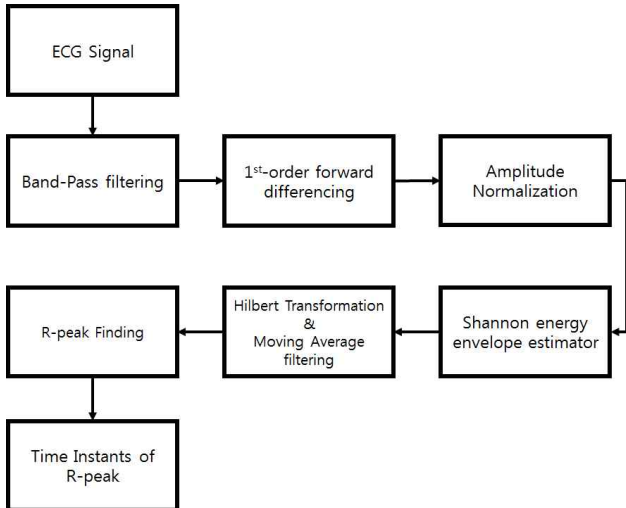 ECG Signal
Band-Pass filtering
1st-order forward
differencing
Amplitude
Normalization
Shannon energy
envelope estimator
Hilbert Transformation
&
Moving Average
filtering
R-peak Finding
Time Instants of
R-peak